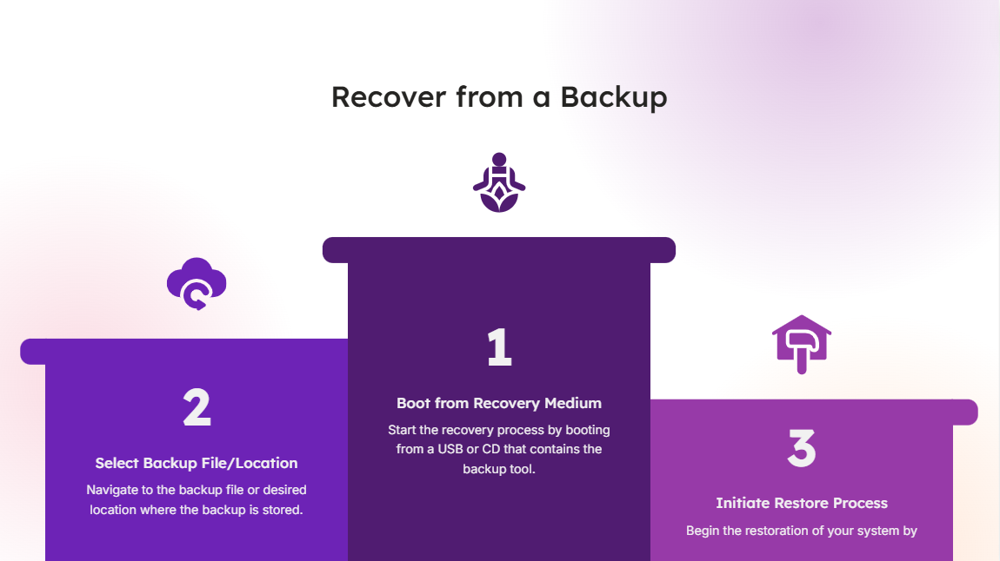 Recover from a Backup
1
Boot from Recovery Medium
Start the recovery process by booting
from a USB or CD that contains the
backup tool.
2
Select Backup File/Location
Navigate to the backup file or desired
location where the backup is stored.
3
Initiate Restore Process
Begin the restoration of your system by